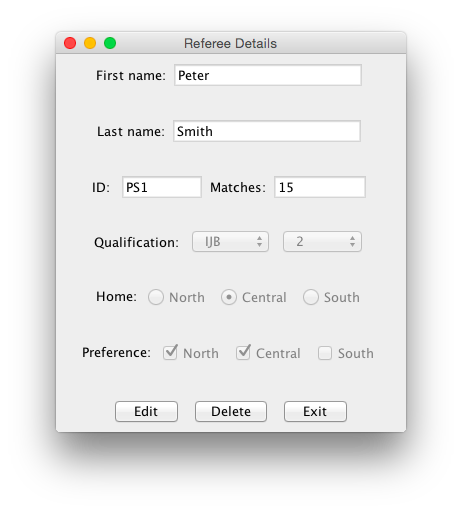 Referee Details
First name: Peter
Last name: Smith
ID: PS1 Matches: 15
Qualification: IJB 2
Home: North Central South
Preference: North Central South
Edit Delete Exit